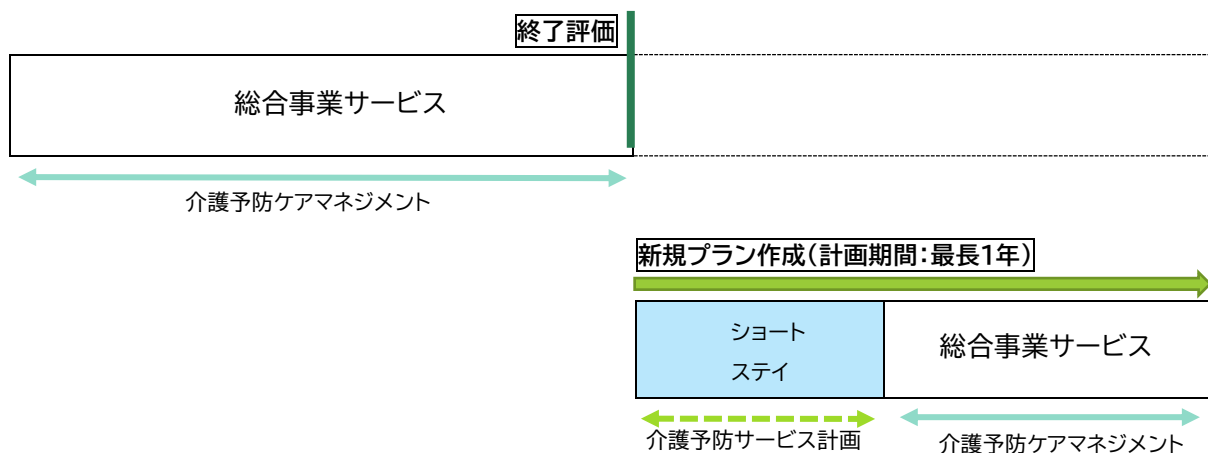 終了評価
総合事業サービス
介護予防ケアマネジメント
新規プラン作成(計画期間:最長1年)
ショート
ステイ
総合事業サービス
介護予防サービス計画
介護予防ケアマネジメント